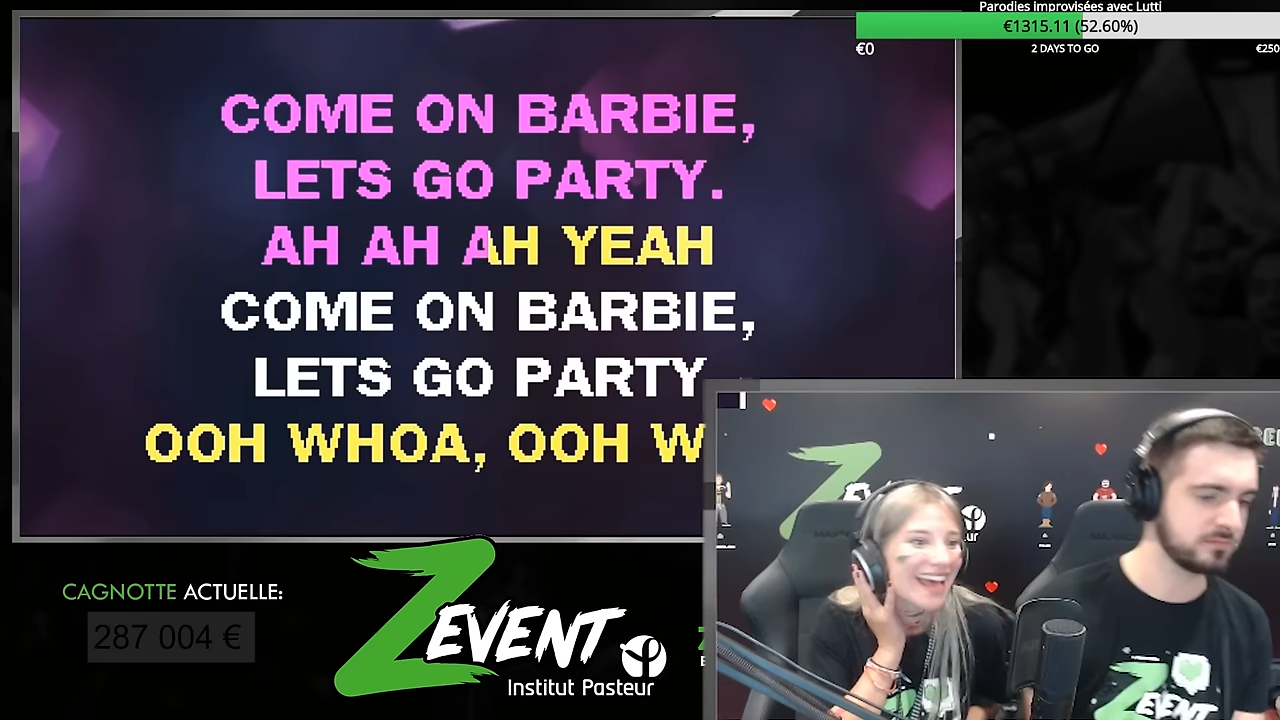 Parodies improvisées avec Lutti
€1315.11 (52.60%)
€0
2 DAYS TO GO
€250
COME ON BARBIE,
LETS GO PARTY.
AH AH AH YEAH
COME ON BARBIE,
LETS GO PARTY
OOH WHOA, OOH W
CAGNOTTE ACTUELLE:
287 004 €
ZEVENT
Institut Pasteur
ZEVENT